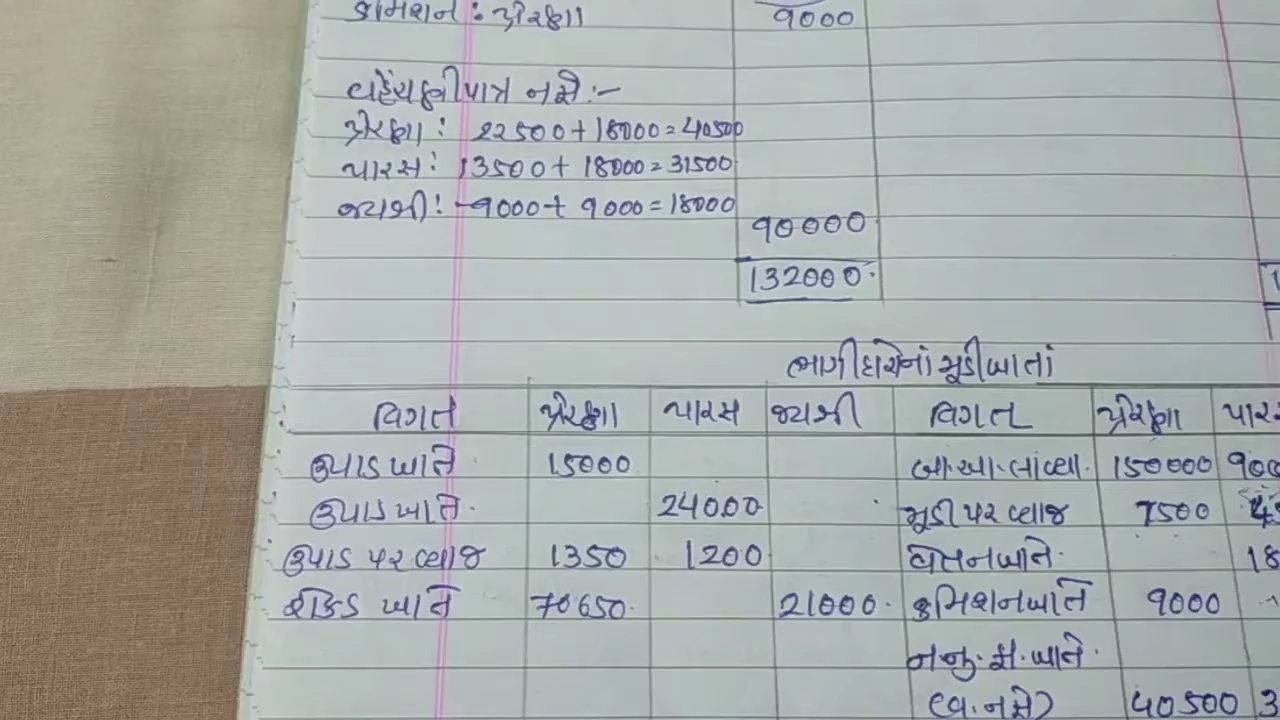 કમિશન : પ્રેરણા 9000
વહેંચણીપાત્ર નફો :-
પ્રેરણા : 22500 + 18000 = 40500
પારસ : 13500 + 18000 = 31500
જયશ્રી : 9000 + 9000 = 18000
90000
132000
ભાગીદારોનાં મૂડી ખાતાં
વિગત પ્રેરણા પારસ જયશ્રી વિગત પ્રેરણા
ઉપાડ ખાતે 15000 બા.આ.લાવ્યા. 150000
ઉપાડ ખાતે. 24000 મૂડી પર વ્યાજ 7500
ઉપાડ પર વ્યાજ 1350 1200 વેતન ખાતે. 18
રોકડ ખાતે 70650. 21000. કમિશન ખાતે 9000
ન.નુ. ફા. ખાતે.
(વ. નફો) 40500 3